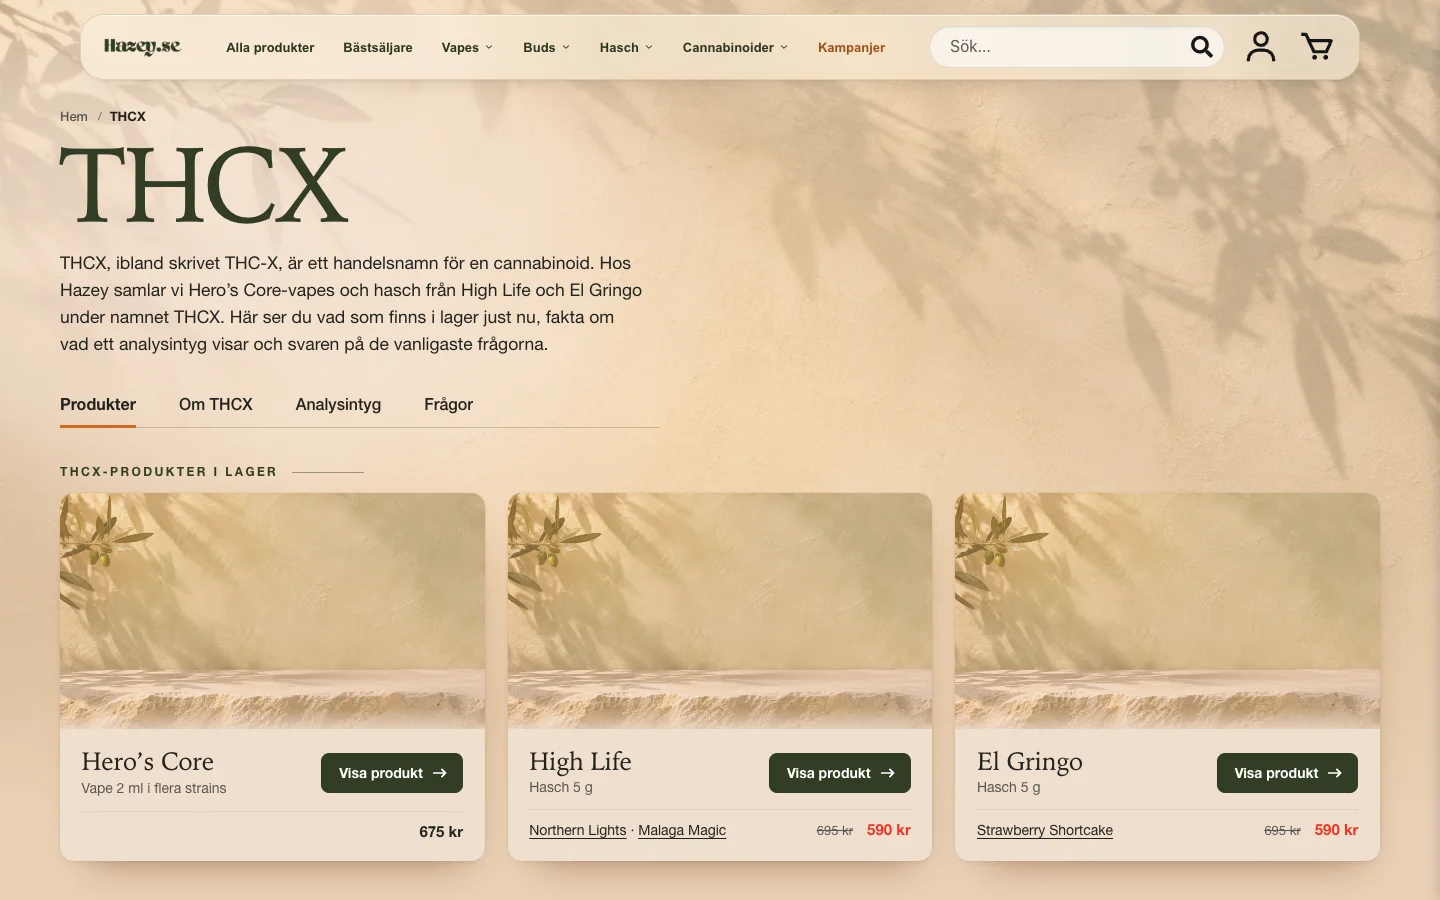 Hazey.se
Alla produkter
Bästsäljare
Vapes
Buds
Hasch
Cannabinoider
Kampanjer
Sök...
Hem / THCX
THCX
THCX, ibland skrivet THC-X, är ett handelsnamn för en cannabinoid. Hos
Hazey samlar vi Hero’s Core-vapes och hasch från High Life och El Gringo
under namnet THCX. Här ser du vad som finns i lager just nu, fakta om
vad ett analysintyg visar och svaren på de vanligaste frågorna.
Produkter
Om THCX
Analysintyg
Frågor
THCX-PRODUKTER I LAGER
Hero’s Core
Vape 2 ml i flera strains
Visa produkt →
675 kr
High Life
Hasch 5 g
Visa produkt →
Northern Lights · Malaga Magic
695 kr 590 kr
El Gringo
Hasch 5 g
Visa produkt →
Strawberry Shortcake
695 kr 590 kr